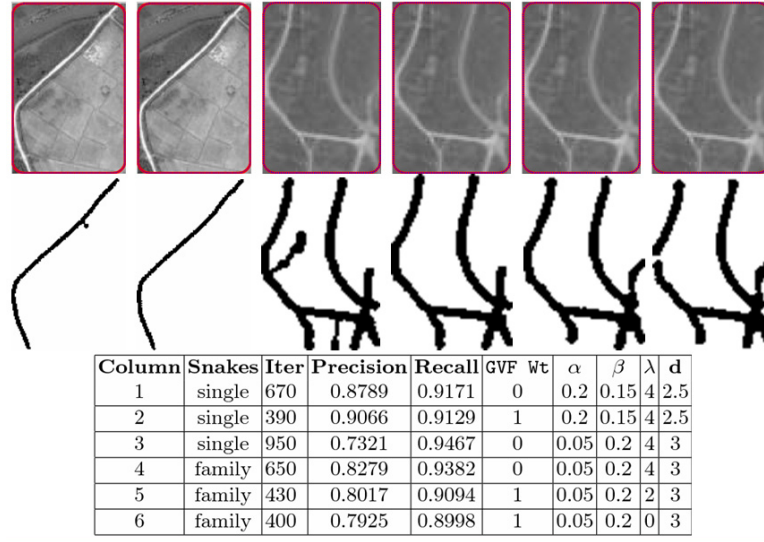 Column Snakes Iter Precision Recall GVF Wt α β λ d
1 single 670 0.8789 0.9171 0 0.2 0.15 4 2.5
2 single 390 0.9066 0.9129 1 0.2 0.15 4 2.5
3 single 950 0.7321 0.9467 0 0.05 0.2 4 3
4 family 650 0.8279 0.9382 0 0.05 0.2 4 3
5 family 430 0.8017 0.9094 1 0.05 0.2 2 3
6 family 400 0.7925 0.8998 1 0.05 0.2 0 3